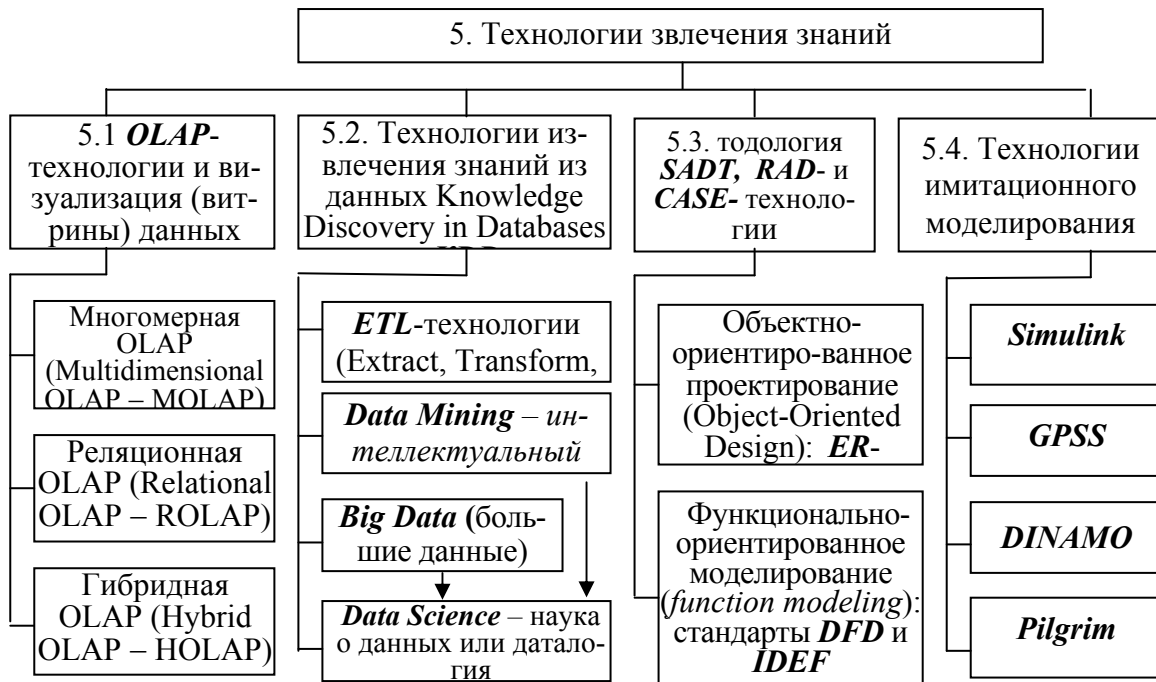 5. Технологии звлечения знаний
5.1 OLAP-
технологии и ви-
зуализация (вит-
рины) данных
5.2. Технологии из-
влечения знаний из
данных Knowledge
Discovery in Databases
5.3. тодология
SADT, RAD- и
CASE- техноло-
гии
5.4. Технологии
имитационного
моделирования
Многомерная
OLAP
(Multidimensional
OLAP – MOLAP)
Реляционная
OLAP (Relational
OLAP – ROLAP)
Гибридная
OLAP (Hybrid
OLAP – HOLAP)
ETL-технологии
(Extract, Transform,
Data Mining – ин-
теллектуальный
Big Data (боль-
шие данные)
Data Science – наука
о данных или датало-
гия
Объектно-
ориентиро-ванное
проектирование
(Object-Oriented
Design): ER-
Функционально-
ориентированное
моделирование
(function modeling):
стандарты DFD и
IDEF
Simulink
GPSS
DINAMO
Pilgrim